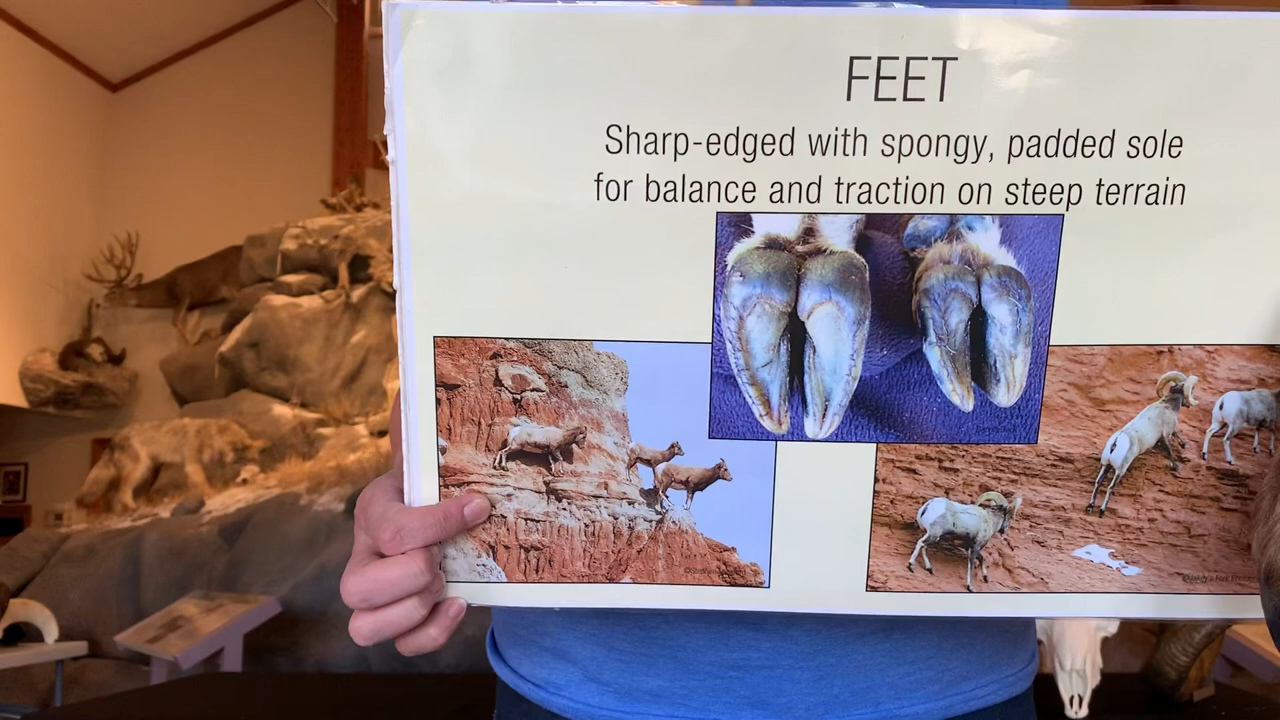 FEET
Sharp-edged with spongy, padded sole
for balance and traction on steep terrain